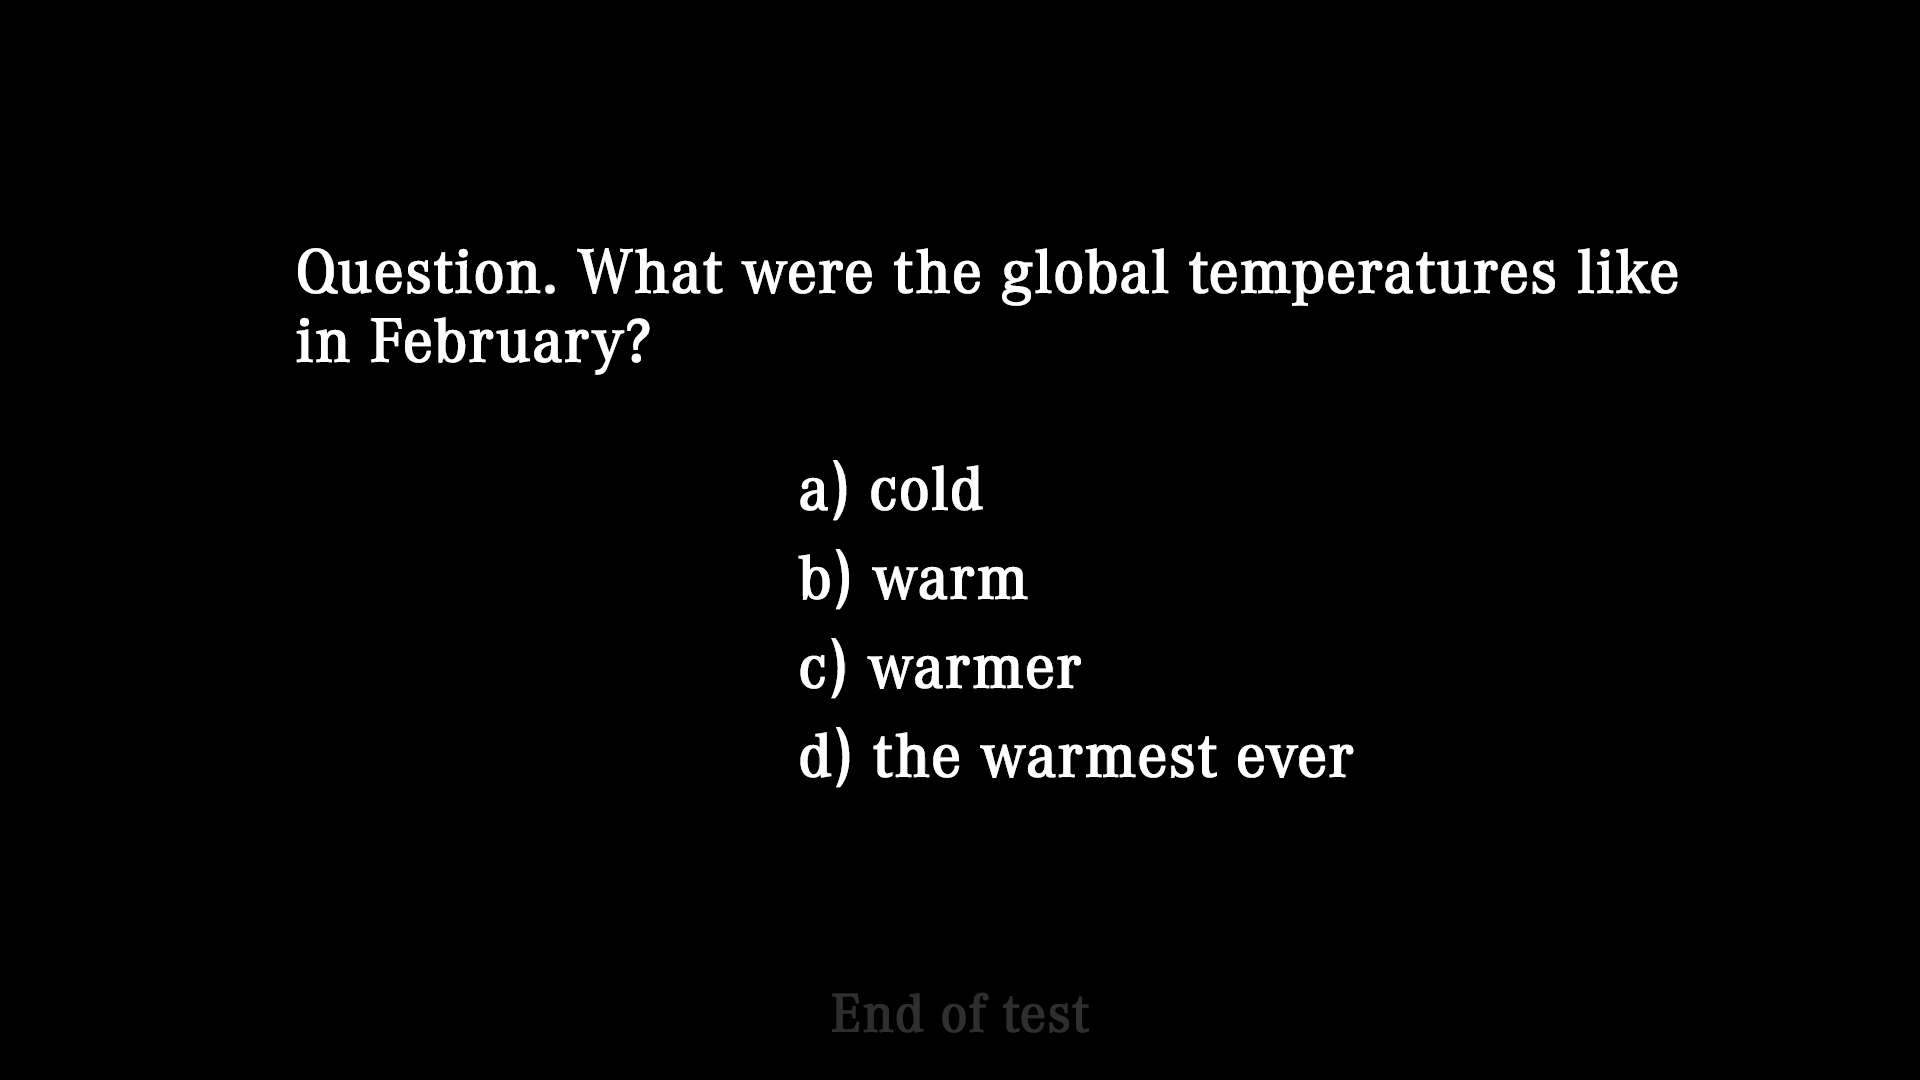 Question. What were the global temperatures like
in February?
a) cold
b) warm
c) warmer
d) the warmest ever
End of test